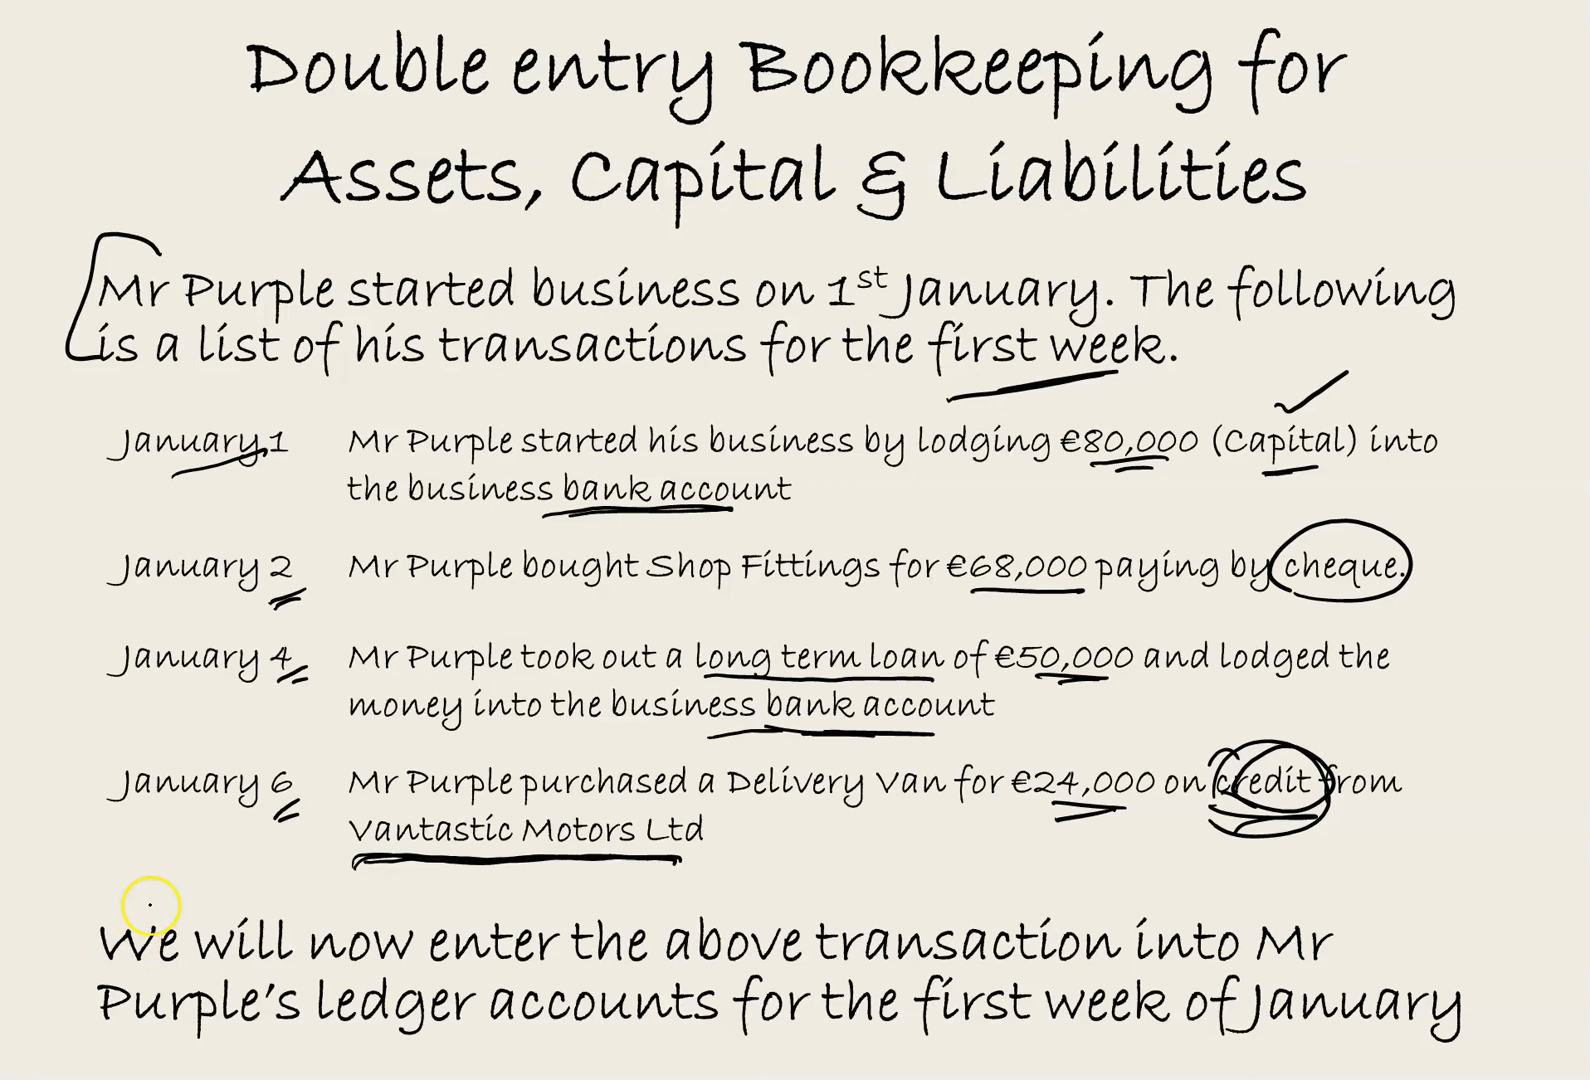 Double entry Bookkeeping for
Assets, Capital & Liabilities
Mr Purple started business on 1st January. The following
is a list of his transactions for the first week.
January 1 Mr Purple started his business by lodging €80,000 (Capital) into
the business bank account
January 2 Mr Purple bought Shop Fittings for €68,000 paying by cheque.
January 4 Mr Purple took out a long term loan of €50,000 and lodged the
money into the business bank account
January 6 Mr Purple purchased a Delivery Van for €24,000 on credit from
Vantastic Motors Ltd
We will now enter the above transaction into Mr
Purple's ledger accounts for the first week of January